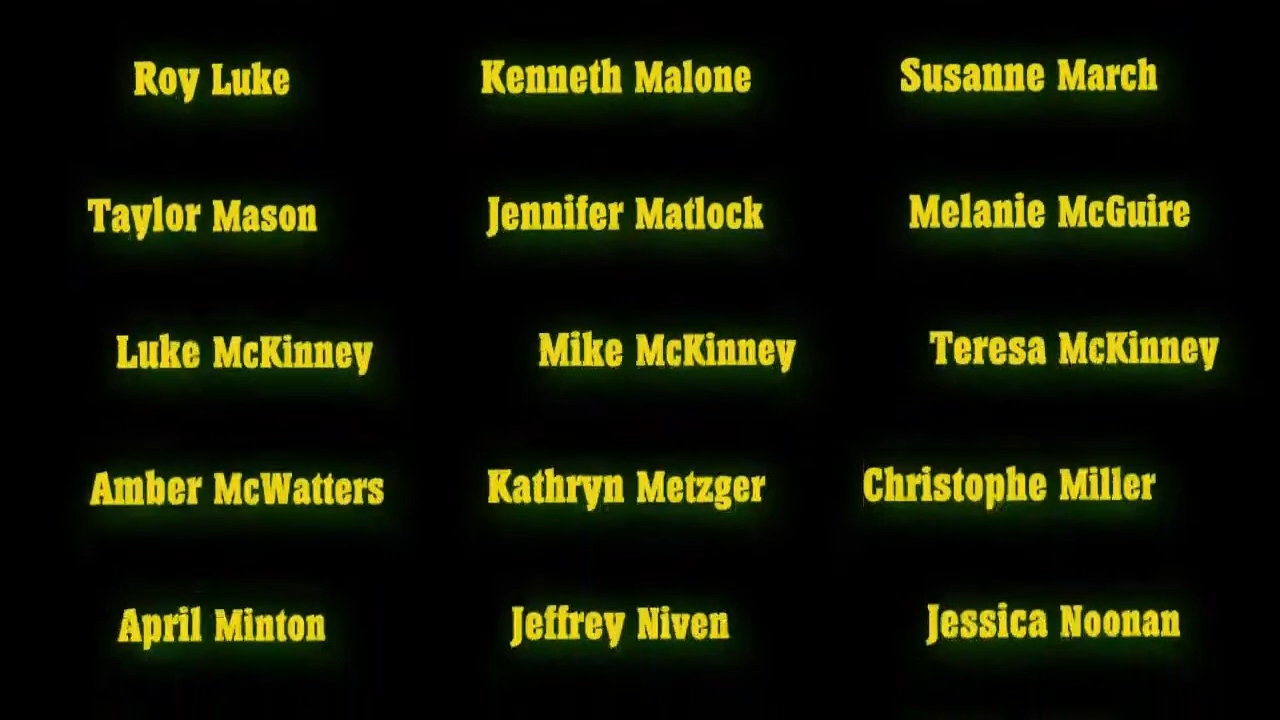 Roy Luke Kenneth Malone Susanne March
Taylor Mason Jennifer Matlock Melanie McGuire
Luke McKinney Mike McKinney Teresa McKinney
Amber McWatters Kathryn Metzger Christophe Miller
April Minton Jeffrey Niven Jessica Noonan